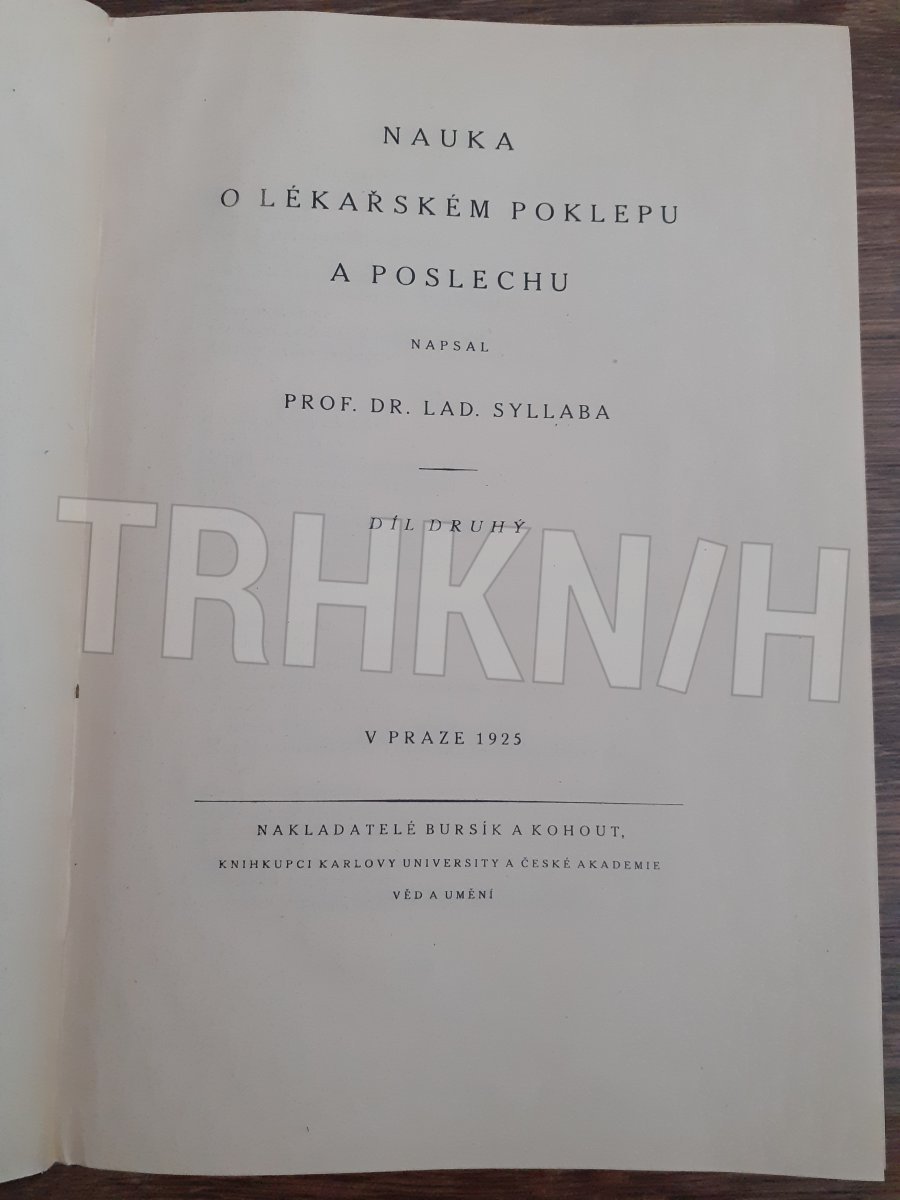 NAUKA
O LÉKAŘSKÉM POKLEPU
A POSLECHU
NAPSAL
PROF. DR. LAD. SYLLABA
DÍL DRUHÝ
TRHKNIH
V PRAZE 1925
NAKLADATELÉ BURSÍK A KOHOUT,
KNIHKUPCI KARLOVY UNIVERSITY A ČESKÉ AKADEMIE
VĚD A UMĚNÍ